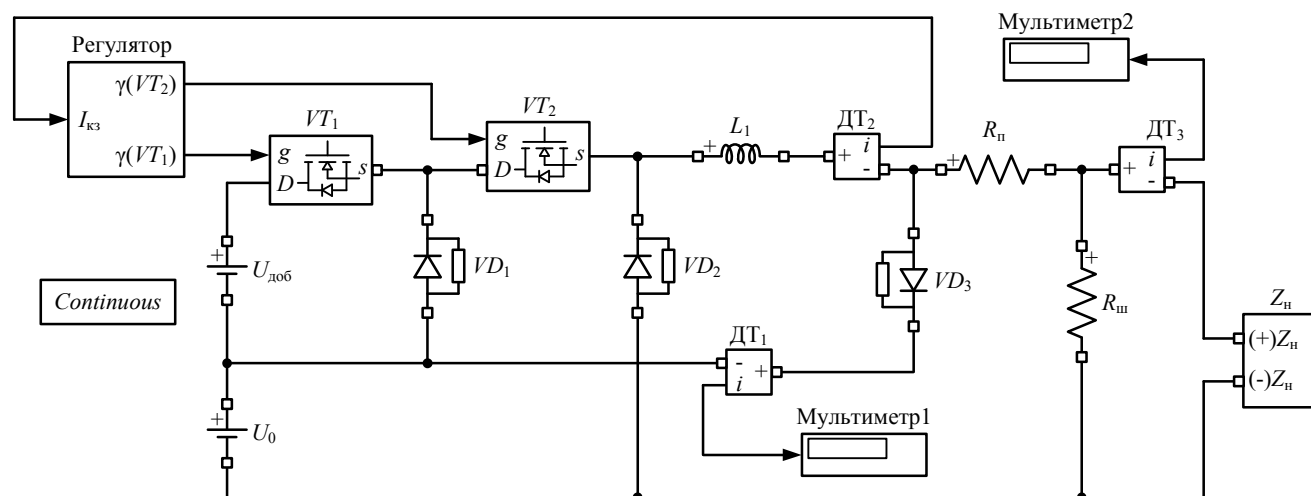 Мультиметр2
Регулятор
γ(VT₂)
VT₂
VT₁
L₁
ДТ₂
Rп
ДТ₃
Iкз
g
s
i
+
-
γ(VT₁)
g
s
D
D
+
+
+
i
-
+
+
Uдоб
VD₁
VD₂
VD₃
+
Rш
Continuous
Zн
ДТ₁
(+)Zн
-
+
i
(-)Zн
+
U₀
Мультиметр1